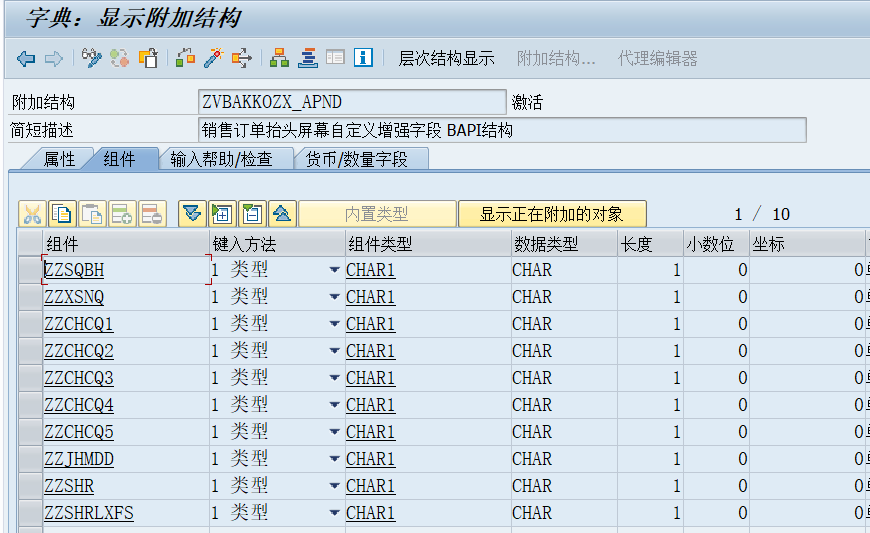 字典：显示附加结构
层次结构显示 附加结构... 代理编辑器
附加结构 ZVBAKKOZX_APND 激活
简短描述 销售订单抬头屏幕自定义增强字段 BAPI结构
属性 组件 输入帮助/检查 货币/数量字段
内置类型 显示正在附加的对象 1 / 10
组件 键入方法 组件类型 数据类型 长度 小数位 坐标
ZZSQBH 1 类型 CHAR1 CHAR 1 0 0
ZZXSNQ 1 类型 CHAR1 CHAR 1 0 0
ZZCHCQ1 1 类型 CHAR1 CHAR 1 0 0
ZZCHCQ2 1 类型 CHAR1 CHAR 1 0 0
ZZCHCQ3 1 类型 CHAR1 CHAR 1 0 0
ZZCHCQ4 1 类型 CHAR1 CHAR 1 0 0
ZZCHCQ5 1 类型 CHAR1 CHAR 1 0 0
ZZJHMDD 1 类型 CHAR1 CHAR 1 0 0
ZZSHR 1 类型 CHAR1 CHAR 1 0 0
ZZSHRLXFS 1 类型 CHAR1 CHAR 1 0 0